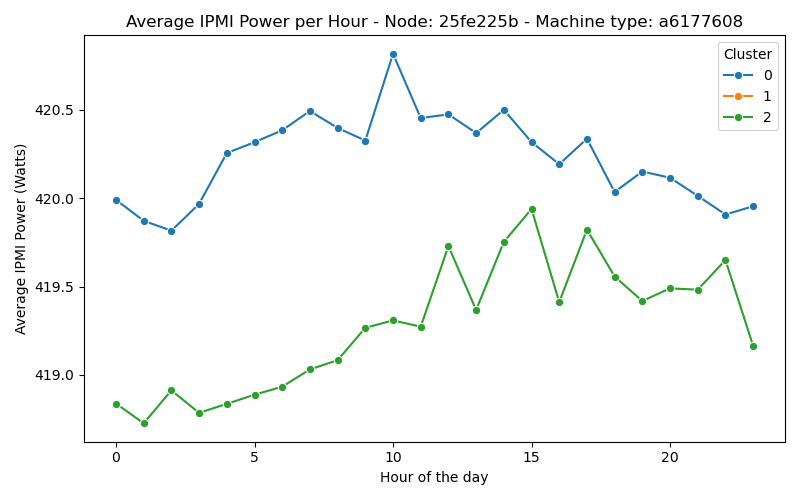 Average IPMI Power per Hour - Node: 25fe225b - Machine type: a6177608
Cluster
0
1
2
420.5
420.0
419.5
419.0
Average IPMI Power (Watts)
0 5 10 15 20
Hour of the day